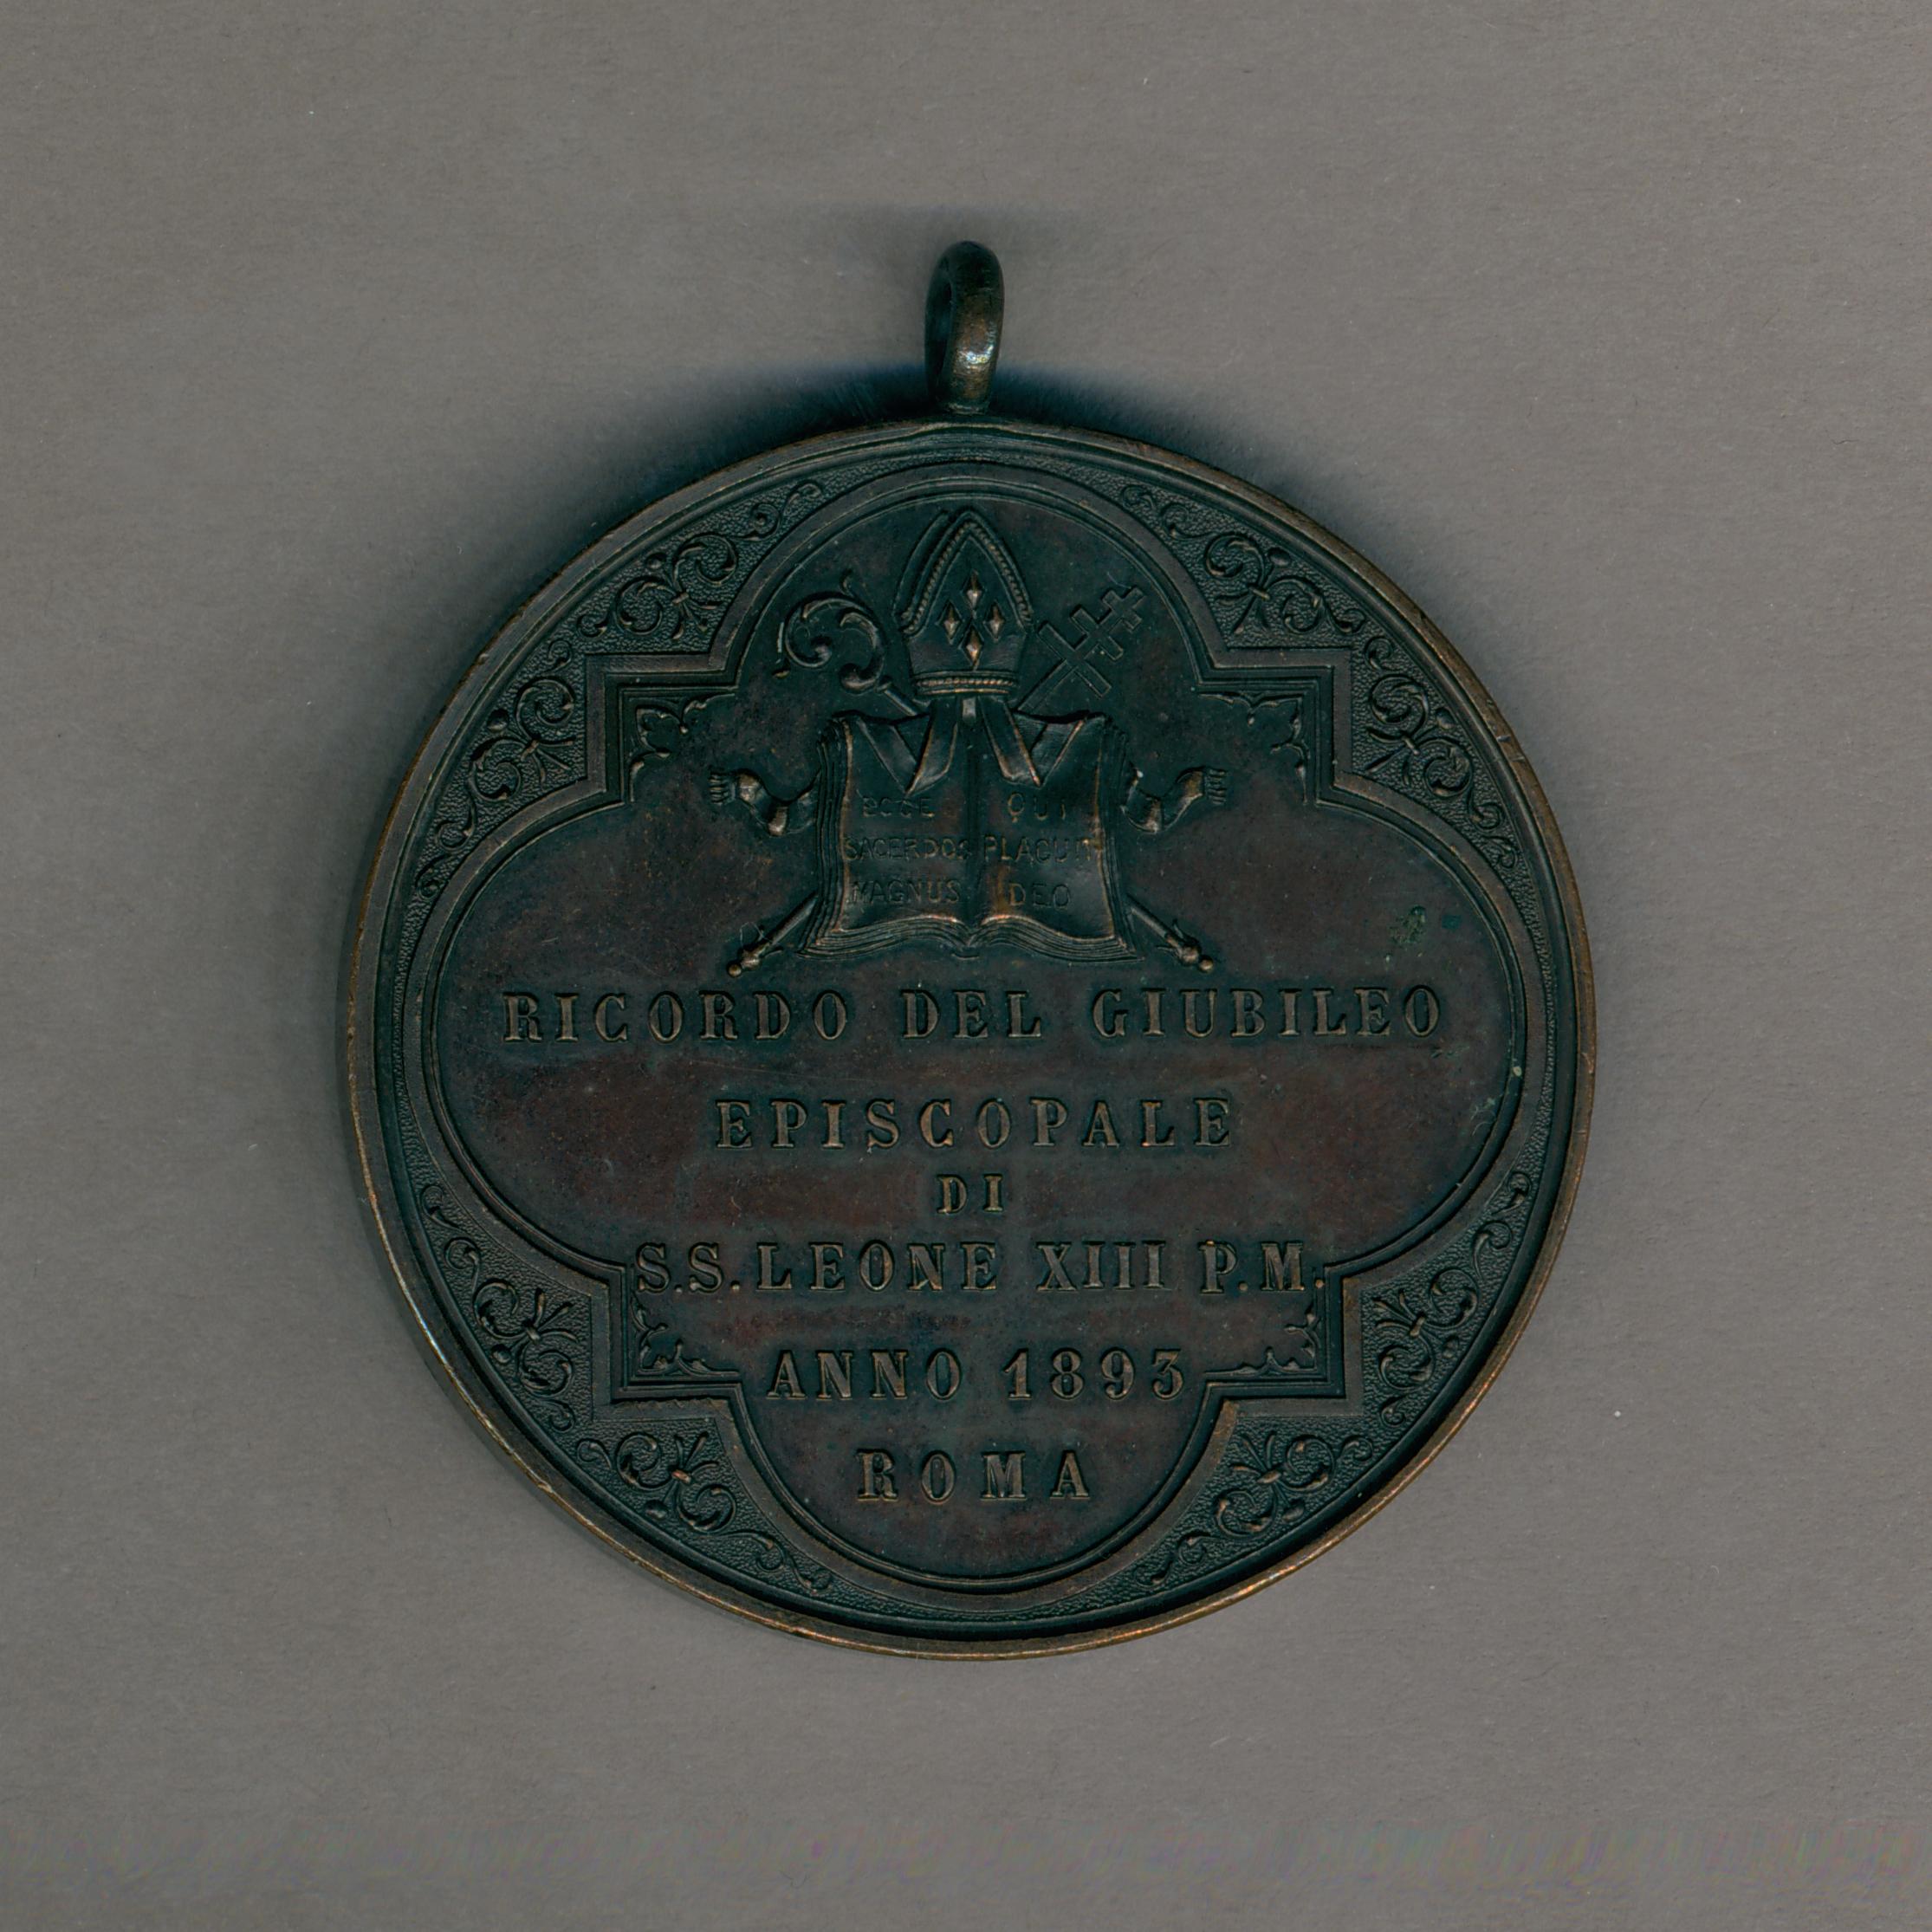 ECCE QUI
SACERDOS PLACUIT
MAGNUS DEO
RICORDO DEL GIUBILEO
EPISCOPALE
DI
S.S. LEONE XIII P.M.
ANNO 1893
ROMA